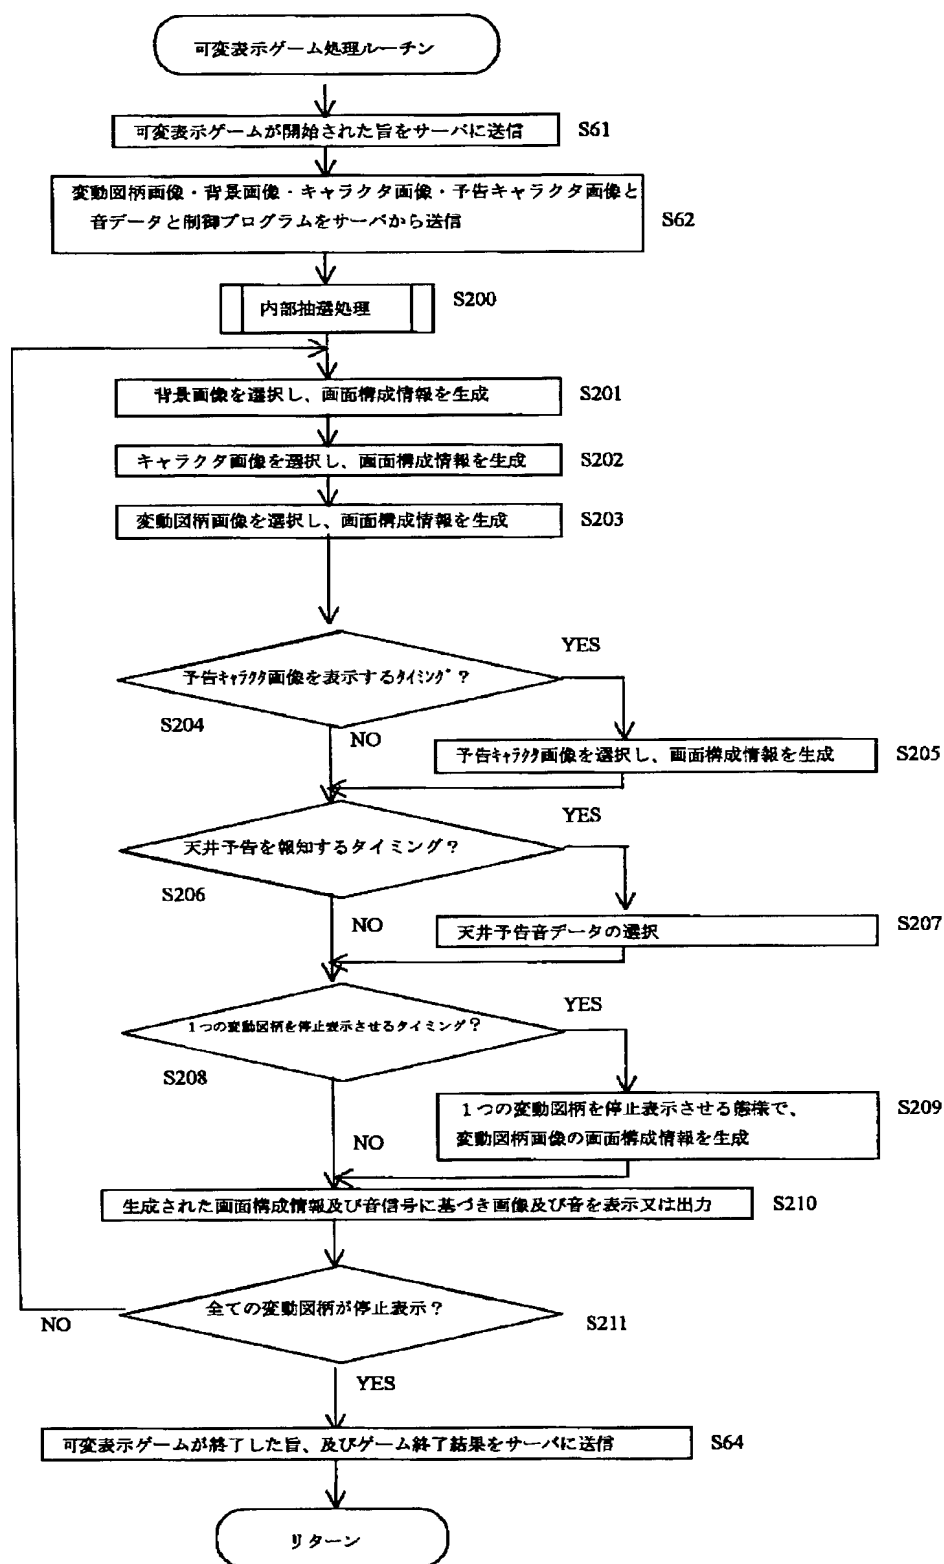 可変表示ゲーム処理ルーチン
可変表示ゲームが開始された旨をサーバに送信
S61
変動図柄画像・背景画像・キャラクタ画像・予告キャラクタ画像と
音データと制御プログラムをサーバから送信
S62
内部抽選処理
S200
背景画像を選択し、画面構成情報を生成
S201
キャラクタ画像を選択し、画面構成情報を生成
S202
変動図柄画像を選択し、画面構成情報を生成
S203
予告ｷｬﾗｸﾀ画像を表示するﾀｲﾐﾝｸﾞ？
YES
S204
NO
予告ｷｬﾗｸﾀ画像を選択し、画面構成情報を生成
S205
天井予告を報知するタイミング？
YES
S206
NO
天井予告音データの選択
S207
１つの変動図柄を停止表示させるタイミング？
YES
S208
NO
１つの変動図柄を停止表示させる態様で、
変動図柄画像の画面構成情報を生成
S209
生成された画面構成情報及び音信号に基づき画像及び音を表示又は出力
S210
全ての変動図柄が停止表示？
S211
NO
YES
可変表示ゲームが終了した旨、及びゲーム終了結果をサーバに送信
S64
リターン